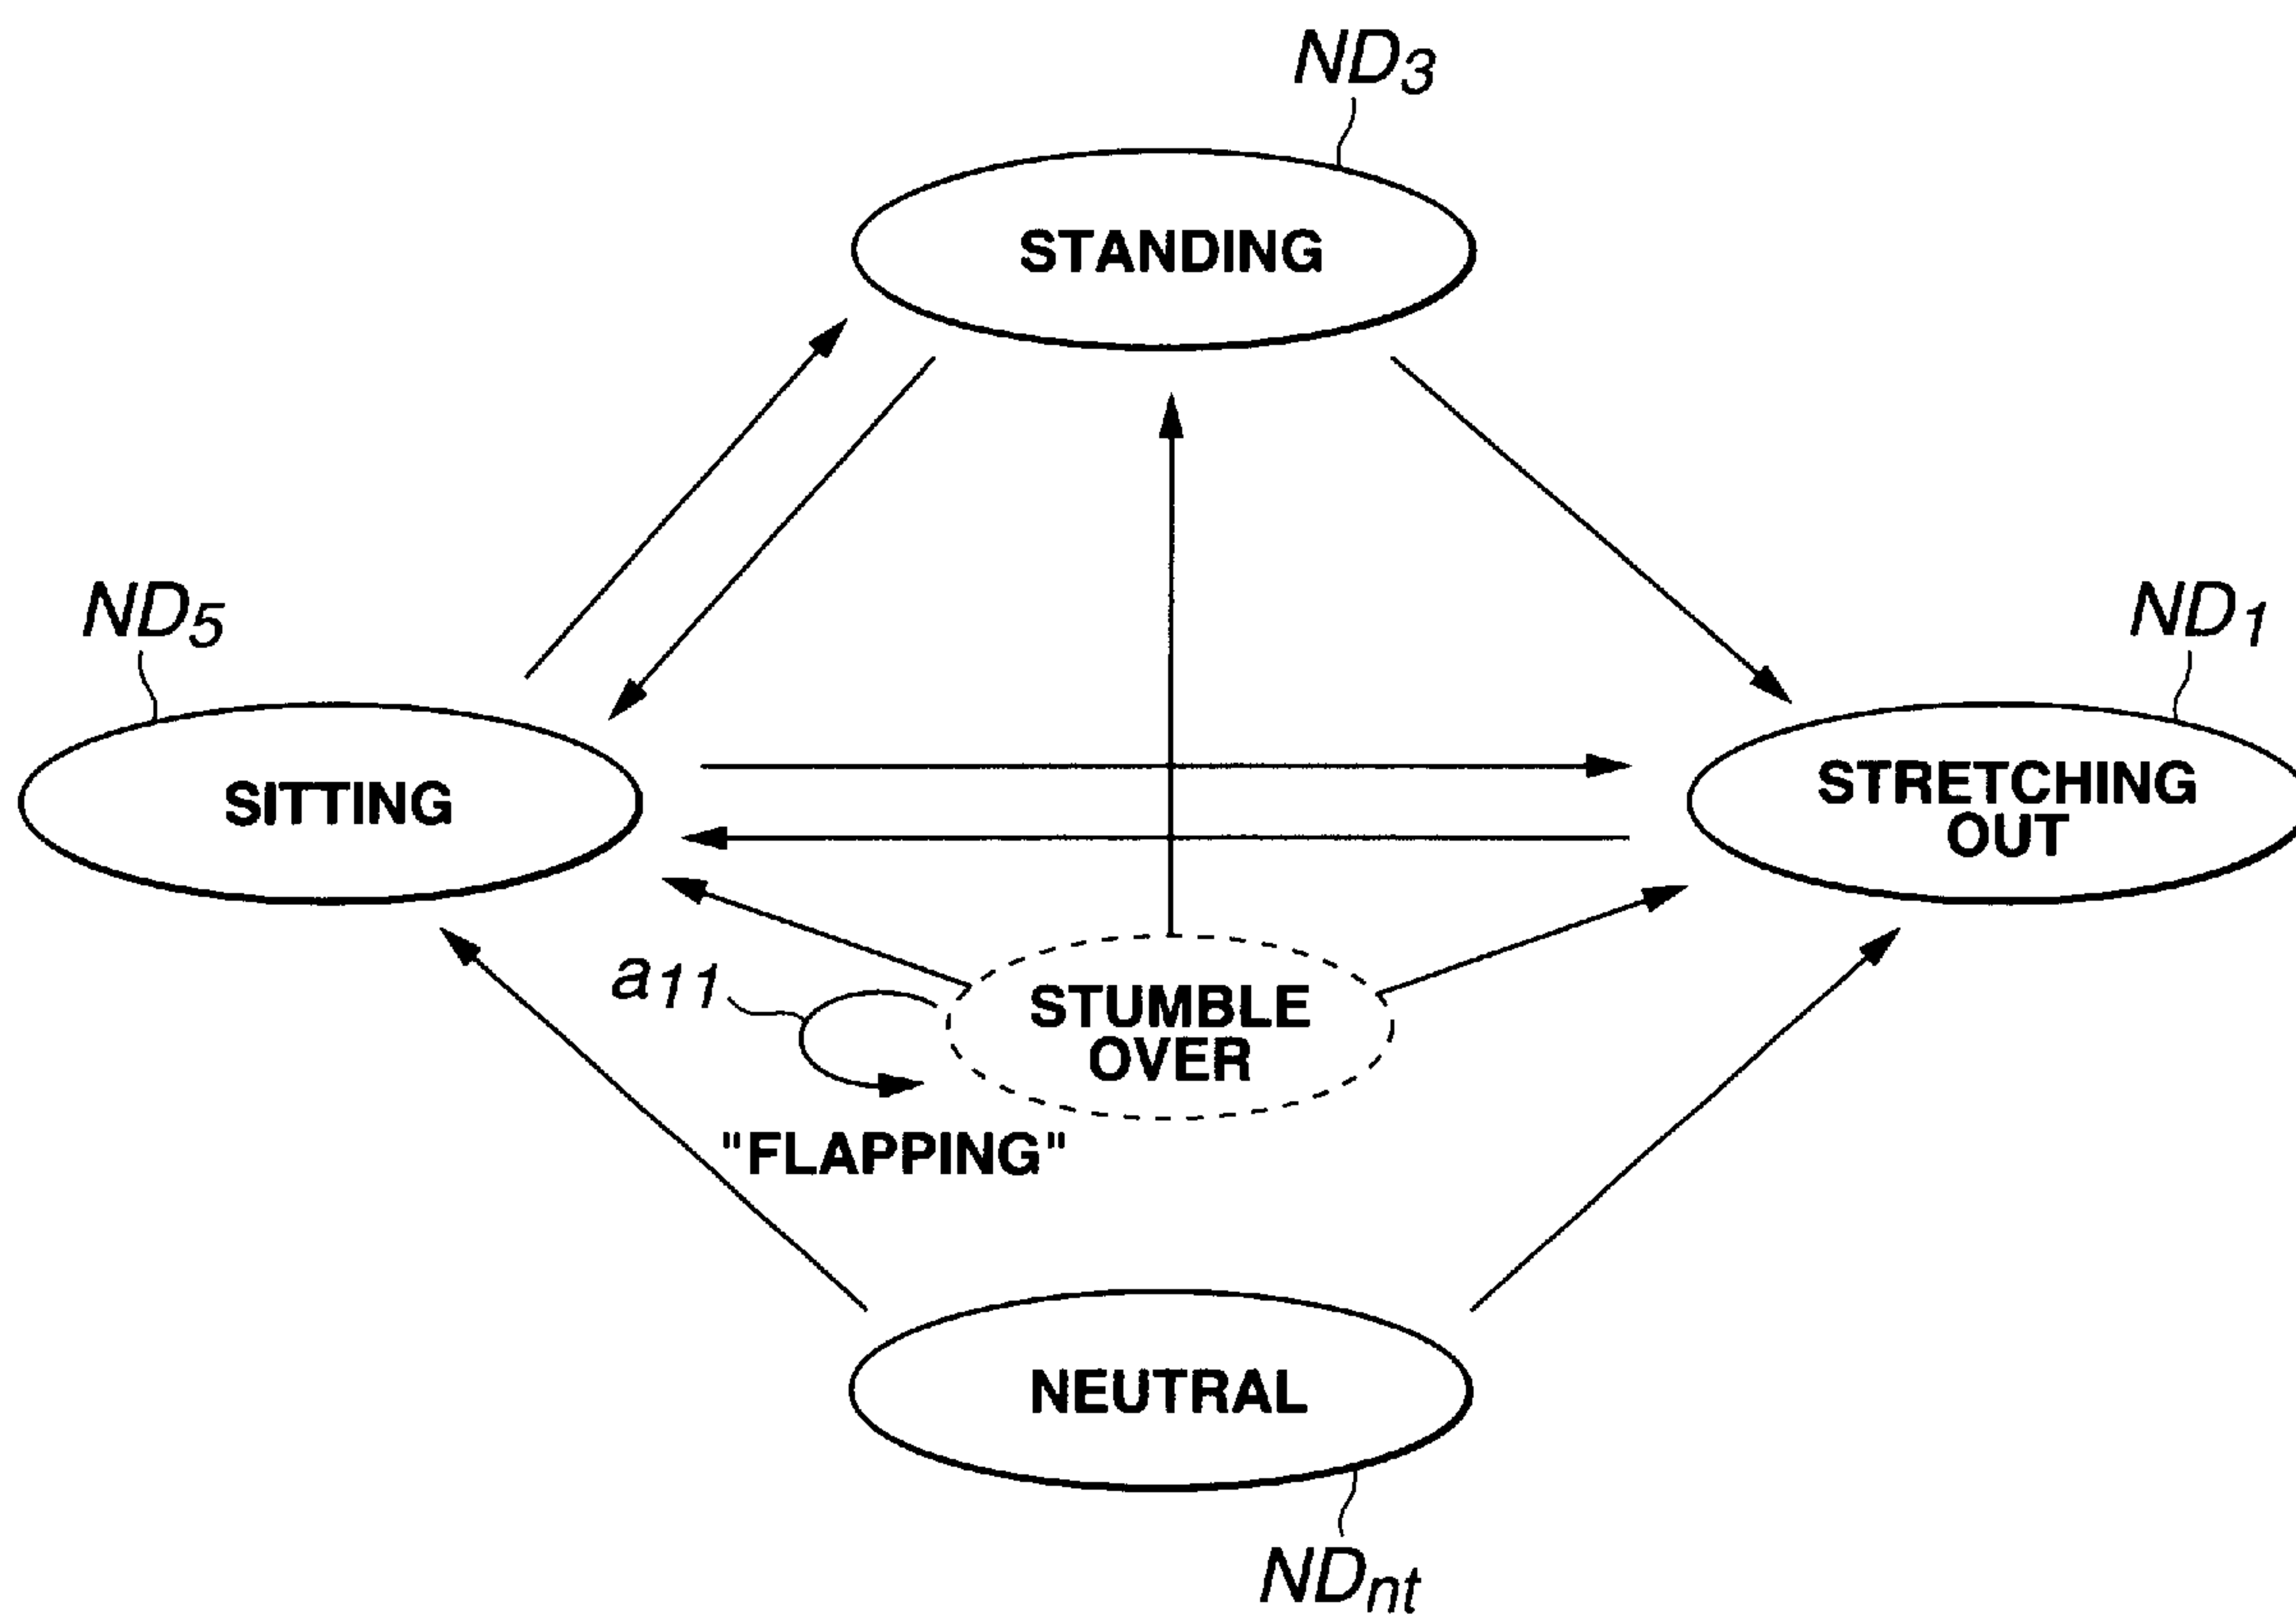 ND3
STANDING
ND5
ND1
SITTING
STRETCHING
OUT
a11
STUMBLE
OVER
"FLAPPING"
NEUTRAL
NDnt